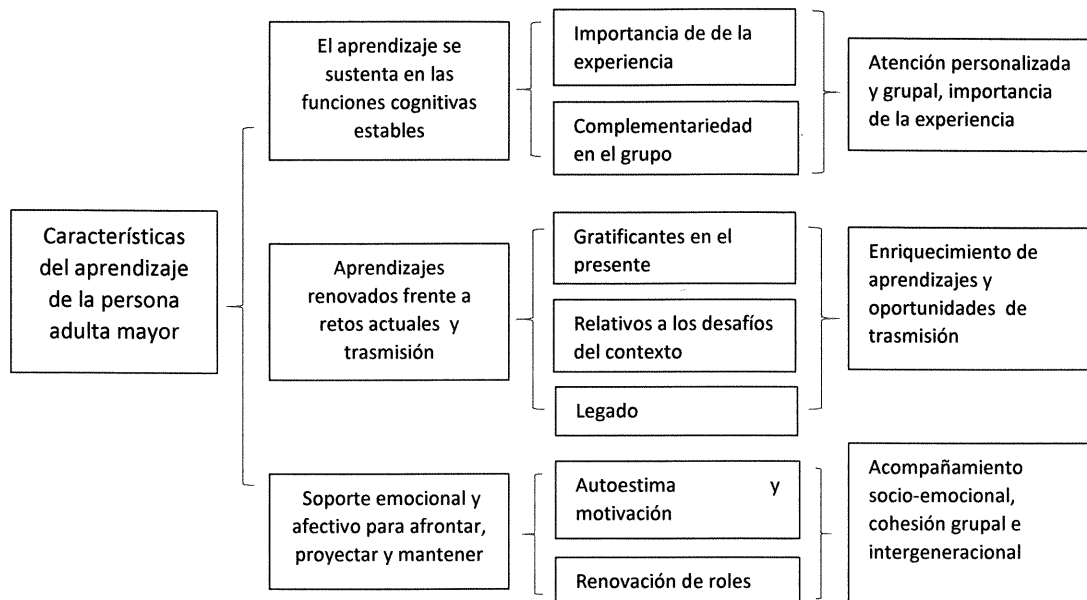 Características
del aprendizaje
de la persona
adulta mayor
El aprendizaje se
sustenta en las
funciones cognitivas
estables
Importancia de de la
experiencia
Complementariedad
en el grupo
Atención personalizada
y grupal, importancia
de la experiencia
Aprendizajes
renovados frente a
retos actuales y
trasmisión
Gratificantes en el
presente
Relativos a los desafíos
del contexto
Legado
Enriquecimiento de
aprendizajes y
oportunidades de
trasmisión
Soporte emocional y
afectivo para afrontar,
proyectar y mantener
Autoestima y
motivación
Renovación de roles
Acompañamiento
socio-emocional,
cohesión grupal e
intergeneracional